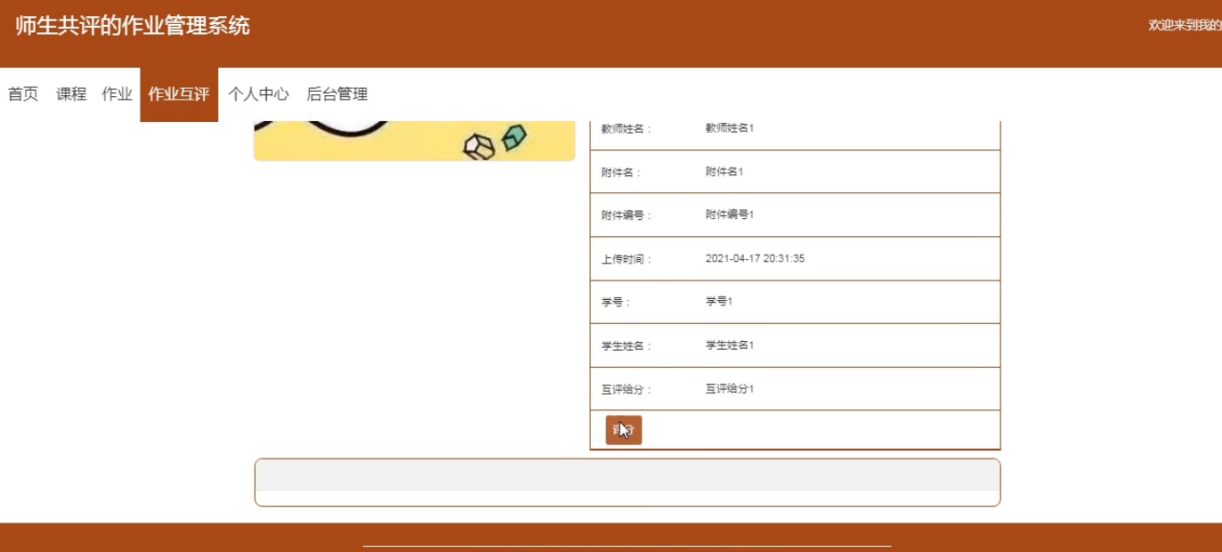 师生共评的作业管理系统
欢迎来到我的
首页 课程 作业 作业互评 个人中心 后台管理
教师姓名： 教师姓名1
附件名： 附件名1
附件编号： 附件编号1
上传时间： 2021-04-17 20:31:35
学号： 学号1
学生姓名： 学生姓名1
互评给分： 互评给分1
评分